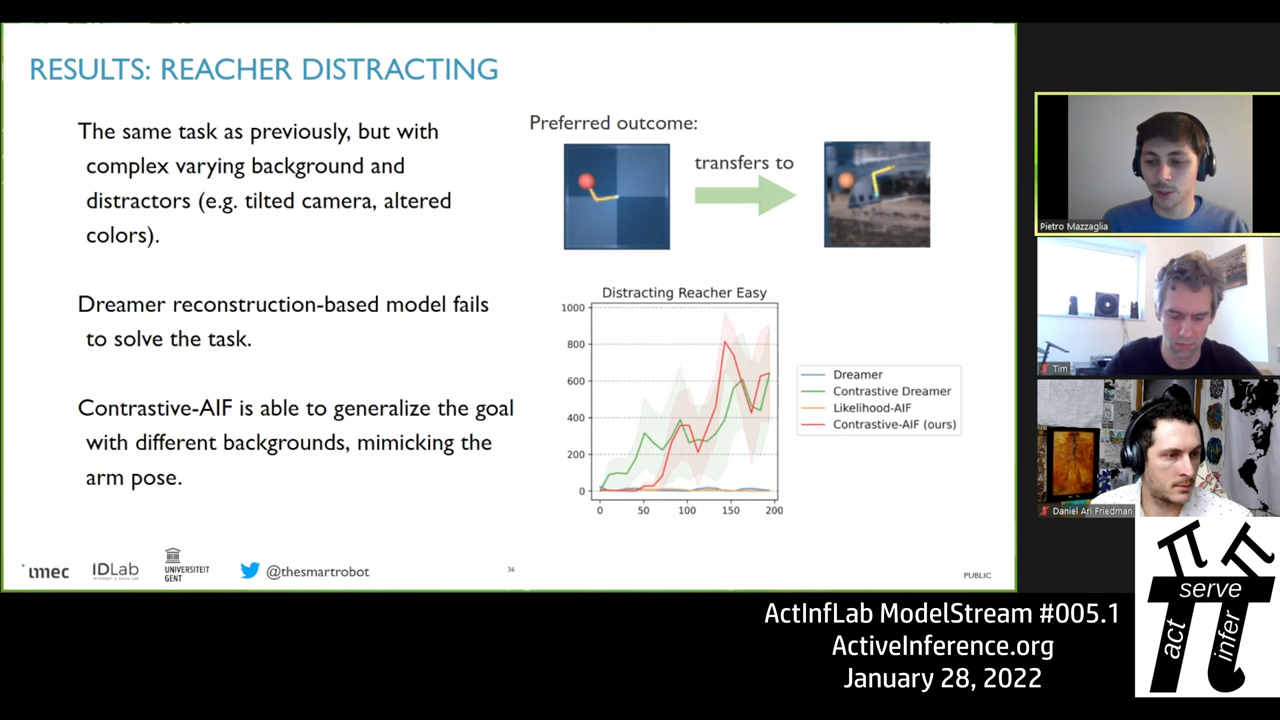 RESULTS: REACHER DISTRACTING
The same task as previously, but with
complex varying background and
distractors (e.g. tilted camera, altered
colors).
Dreamer reconstruction-based model fails
to solve the task.
Contrastive-AIF is able to generalize the goal
with different backgrounds, mimicking the
arm pose.
Preferred outcome:
transfers to
Distracting Reacher Easy
1000
800
600
400
200
0
0
50
100
150
200
Dreamer
Contrastive Dreamer
Likelihood-AIF
Contrastive-AIF (ours)
imec
IDLab
INTERNET & DATA LAB
UNIVERSITEIT
GENT
@thesmartrobot
36
PUBLIC
Pietro Mazzaglia
Tim
Daniel Ari Friedman
ActInfLab ModelStream #005.1
ActiveInference.org
January 28, 2022
serve
act
infer